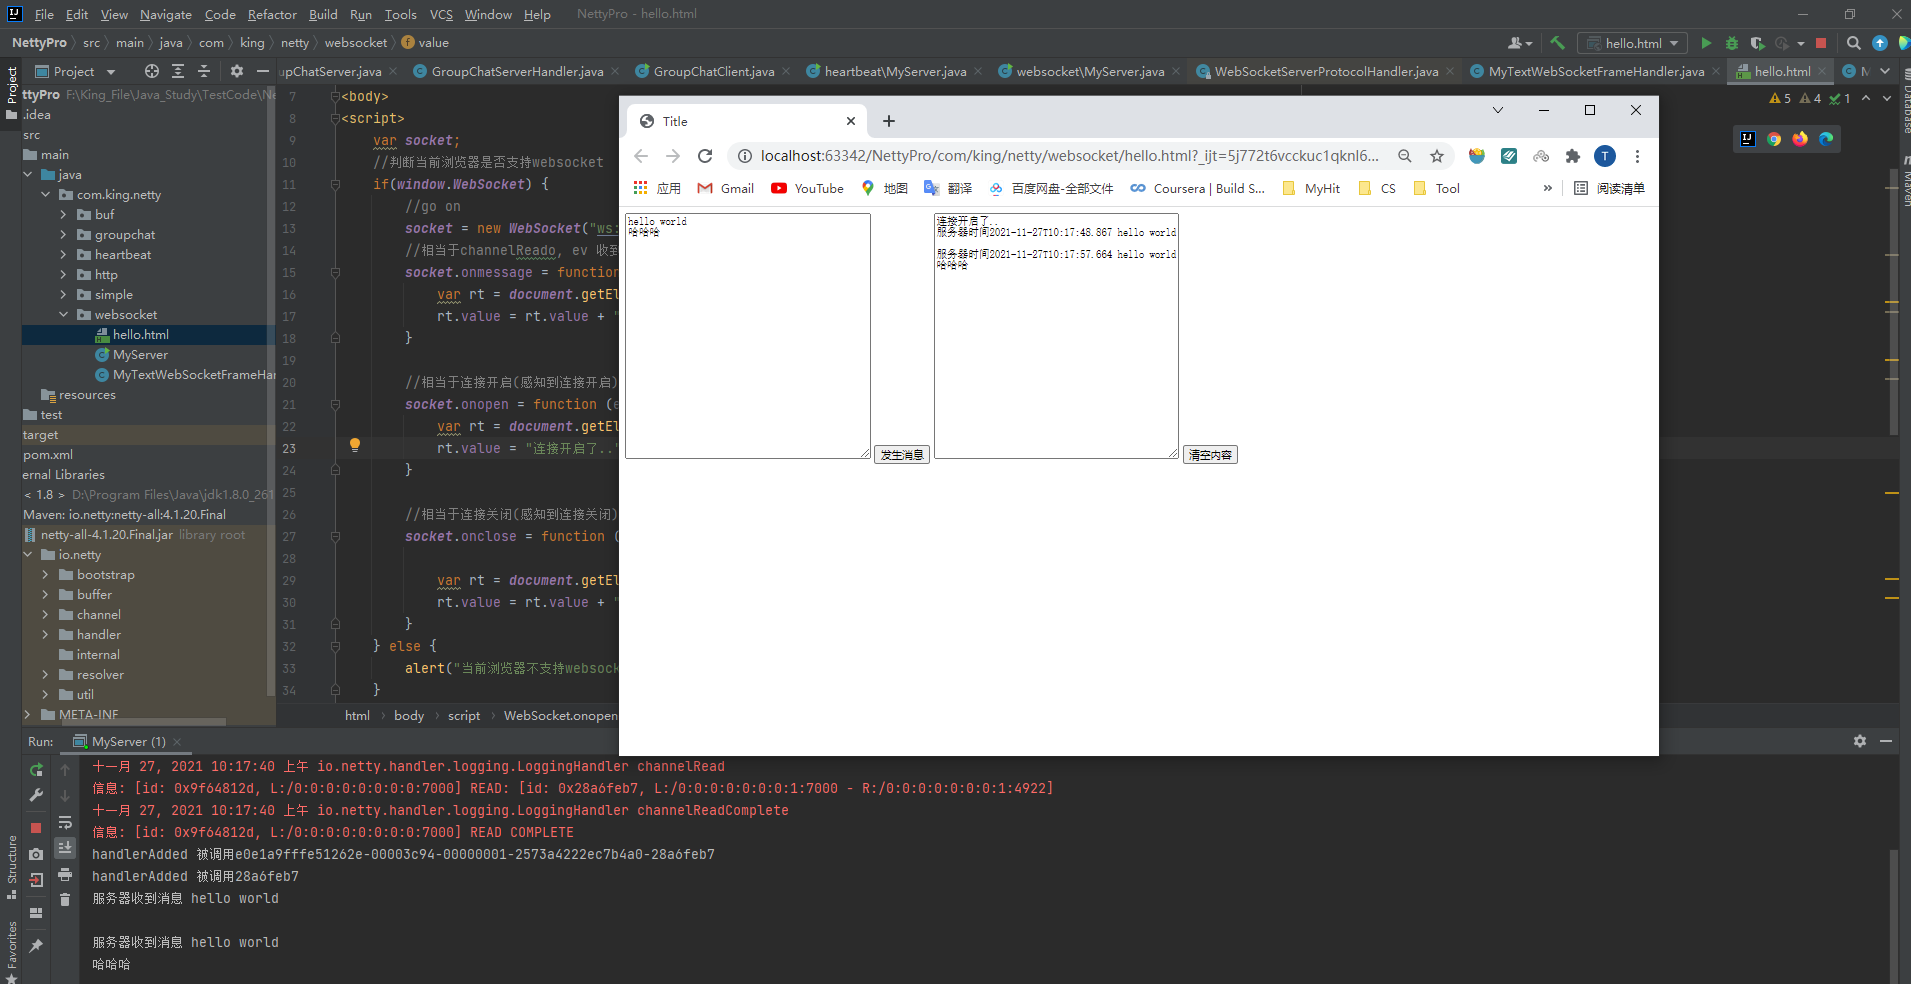 File Edit View Navigate Code Refactor Build Run Tools VCS Window Help NettyPro - hello.html
NettyPro src main java com king netty websocket value hello.html
Project
upChatServer.java GroupChatServerHandler.java GroupChatClient.java heartbeat\MyServer.java websocket\MyServer.java WebSocketServerProtocolHandler.java MyTextWebSocketFrameHandler.java hello.html
5 4 1
Project
Structure
Favorites
Database
Maven
ttyPro F:\King_File\Java_Study\TestCode\Ne
.idea
src
main
java
com.king.netty
buf
groupchat
heartbeat
http
simple
websocket
hello.html
MyServer
MyTextWebSocketFrameHar
resources
test
target
pom.xml
ernal Libraries
< 1.8 > D:\Program Files\Java\jdk1.8.0_261
Maven: io.netty:netty-all:4.1.20.Final
netty-all-4.1.20.Final.jar library root
io.netty
bootstrap
buffer
channel
handler
internal
resolver
util
META-INF
7 <body>
8 <script>
9 var socket;
10 //判断当前浏览器是否支持websocket
11 if(window.WebSocket) {
12 //go on
13 socket = new WebSocket("ws:
14 //相当于channelReado, ev 收到
15 socket.onmessage = function
16 var rt = document.getEl
17 rt.value = rt.value + "
18 }
19
20 //相当于连接开启(感知到连接开启)
21 socket.onopen = function (e
22 var rt = document.getEl
23 rt.value = "连接开启了.."
24 }
25
26 //相当于连接关闭(感知到连接关闭)
27 socket.onclose = function (
28
29 var rt = document.getEl
30 rt.value = rt.value + "
31 }
32 } else {
33 alert("当前浏览器不支持websock
34 }
html body script WebSocket.onopen
Title
localhost:63342/NettyPro/com/king/netty/websocket/hello.html?_ijt=5j772t6vcckuc1qknl6... T
应用 Gmail YouTube 地图 翻译 百度网盘-全部文件 Coursera | Build S... MyHit CS Tool » 阅读清单
hello world
哈哈哈
发生消息
连接开启了..
服务器时间2021-11-27T10:17:48.867 hello world
服务器时间2021-11-27T10:17:57.664 hello world
哈哈哈
清空内容
Run: MyServer (1)
十一月 27, 2021 10:17:40 上午 io.netty.handler.logging.LoggingHandler channelRead
信息: [id: 0x9f64812d, L:/0:0:0:0:0:0:0:0:7000] READ: [id: 0x28a6feb7, L:/0:0:0:0:0:0:0:1:7000 - R:/0:0:0:0:0:0:0:1:4922]
十一月 27, 2021 10:17:40 上午 io.netty.handler.logging.LoggingHandler channelReadComplete
信息: [id: 0x9f64812d, L:/0:0:0:0:0:0:0:0:7000] READ COMPLETE
handlerAdded 被调用e0e1a9fffe51262e-00003c94-00000001-2573a4222ec7b4a0-28a6feb7
handlerAdded 被调用28a6feb7
服务器收到消息 hello world
服务器收到消息 hello world
哈哈哈